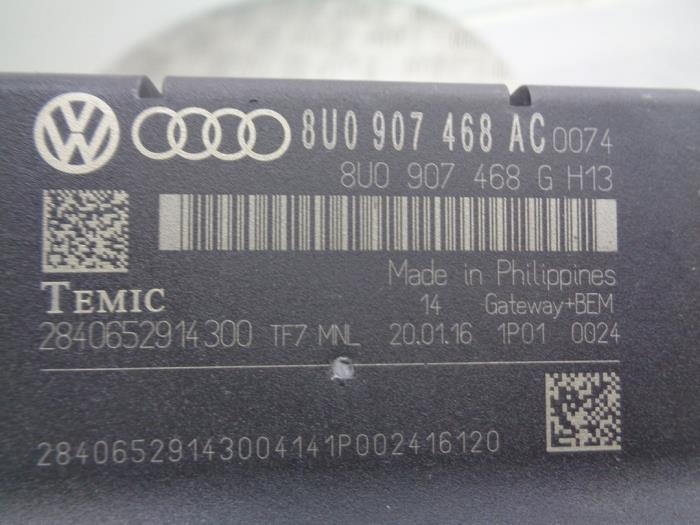 8U0 907 468 AC 0074
8U0 907 468 G H13
Made in Philippines
TEMIC 14 Gateway+BEM
2840652914300 TF7 MNL 20.01.16 1P01 0024
28406529143004141P002416120